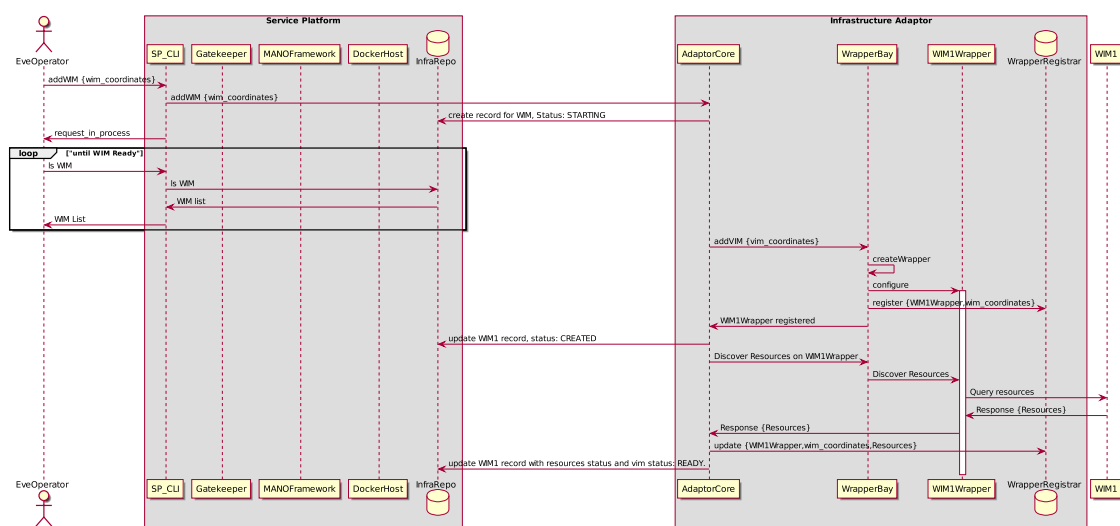 Service Platform
Infrastructure Adaptor
EveOperator
SP_CLI
Gatekeeper
MANOFramework
DockerHost
InfraRepo
AdaptorCore
WrapperBay
WIM1Wrapper
WrapperRegistrar
WIM1
addWIM {wim_coordinates}
addWIM {wim_coordinates}
create record for WIM, Status: STARTING
request_in_process
loop ["until WIM Ready"]
ls WIM
ls WIM
WIM list
WIM List
addVIM {vim_coordinates}
createWrapper
configure
register {WIM1Wrapper,wim_coordinates}
WIM1Wrapper registered
update WIM1 record, status: CREATED
Discover Resources on WIM1Wrapper
Discover Resources
Query resources
Response {Resources}
Response {Resources}
update {WIM1Wrapper,wim_coordinates,Resources}
update WIM1 record with resources status and vim status: READY.
EveOperator
SP_CLI
Gatekeeper
MANOFramework
DockerHost
InfraRepo
AdaptorCore
WrapperBay
WIM1Wrapper
WrapperRegistrar
WIM1